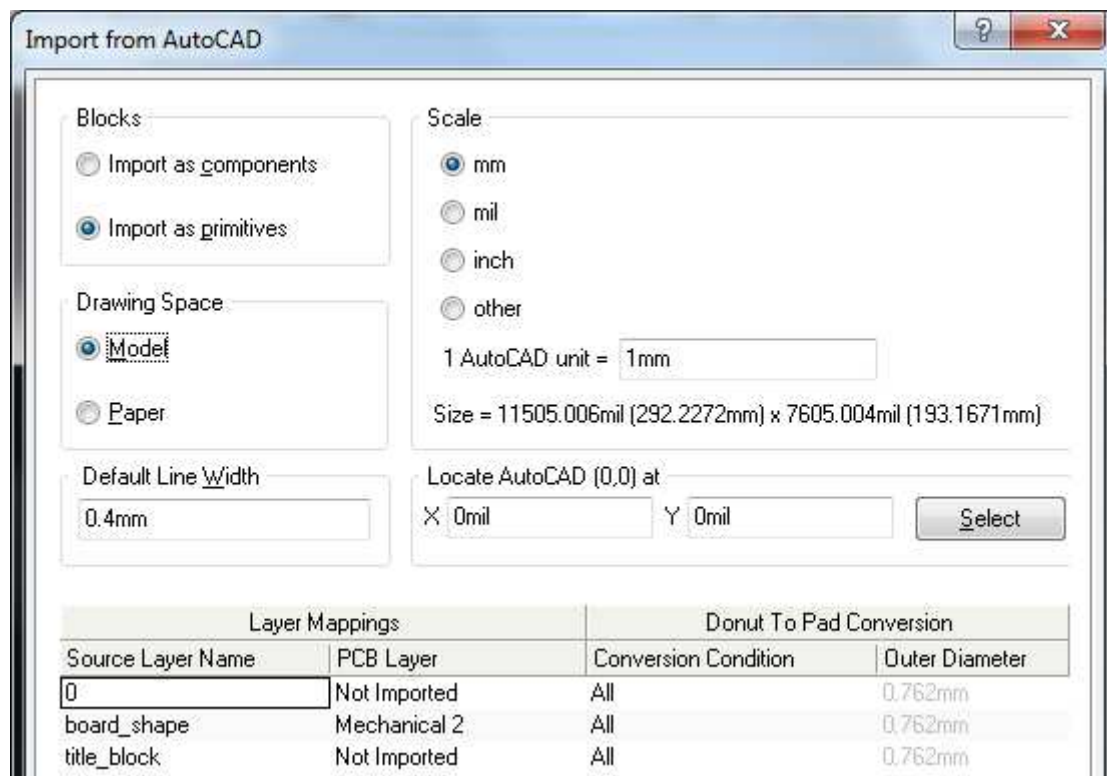 Import from AutoCAD
Blocks
Import as components
Import as primitives
Drawing Space
Model
Paper
Default Line Width
0.4mm
Scale
mm
mil
inch
other
1 AutoCAD unit = 1mm
Size = 11505.006mil (292.2272mm) x 7605.004mil (193.1671mm)
Locate AutoCAD (0,0) at
X 0mil Y 0mil Select
Layer Mappings Donut To Pad Conversion
Source Layer Name PCB Layer Conversion Condition Outer Diameter
0 Not Imported All 0.762mm
board_shape Mechanical 2 All 0.762mm
title_block Not Imported All 0.762mm